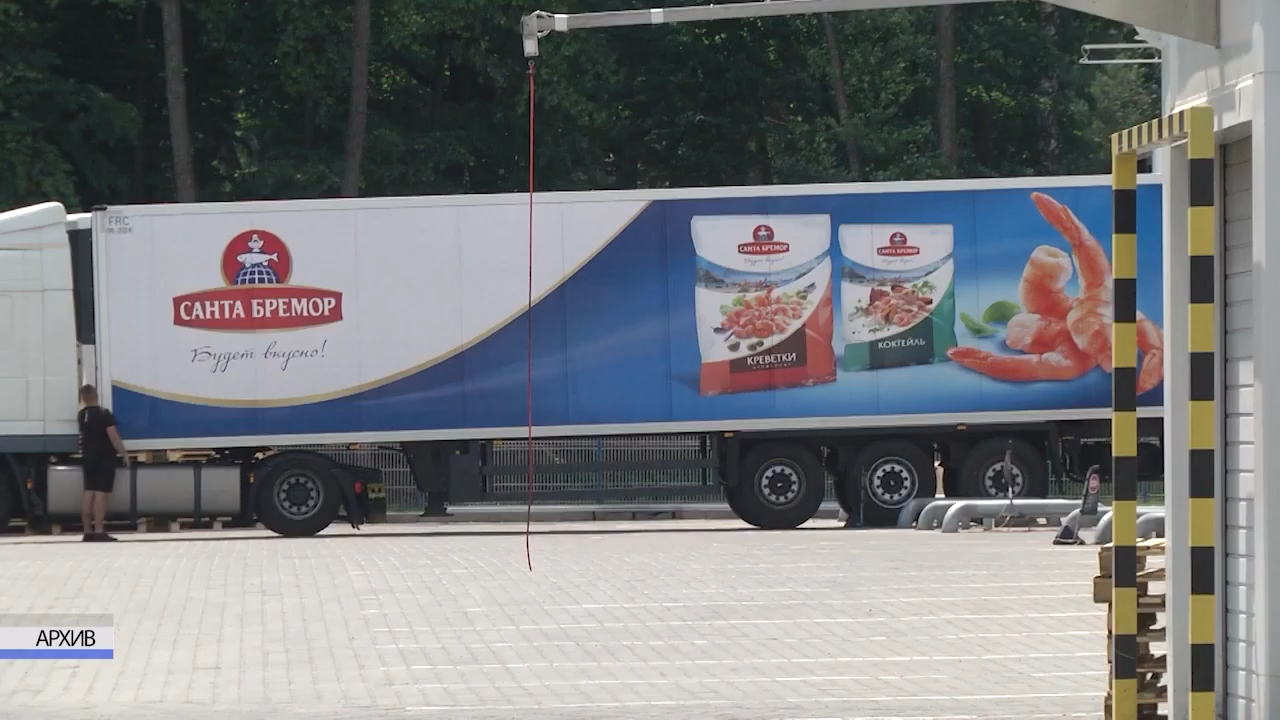 FRC
САНТА БРЕМОР
Будет вкусно!
САНТА БРЕМОР
КРЕВЕТКИ
САНТА БРЕМОР
КОКТЕЙЛЬ
АРХИВ